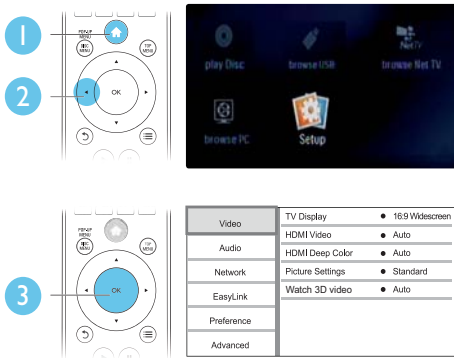 1
POP-UP
MENU
DISC
MENU
TOP
MENU
2
OK
play Disc
browse USB
Net TV
browse Net TV
browse PC
Setup
3
POP-UP
MENU
DISC
MENU
TOP
MENU
OK
Video
Audio
Network
EasyLink
Preference
Advanced
TV Display ● 16:9 Widescreen
HDMI Video ● Auto
HDMI Deep Color ● Auto
Picture Settings ● Standard
Watch 3D video ● Auto